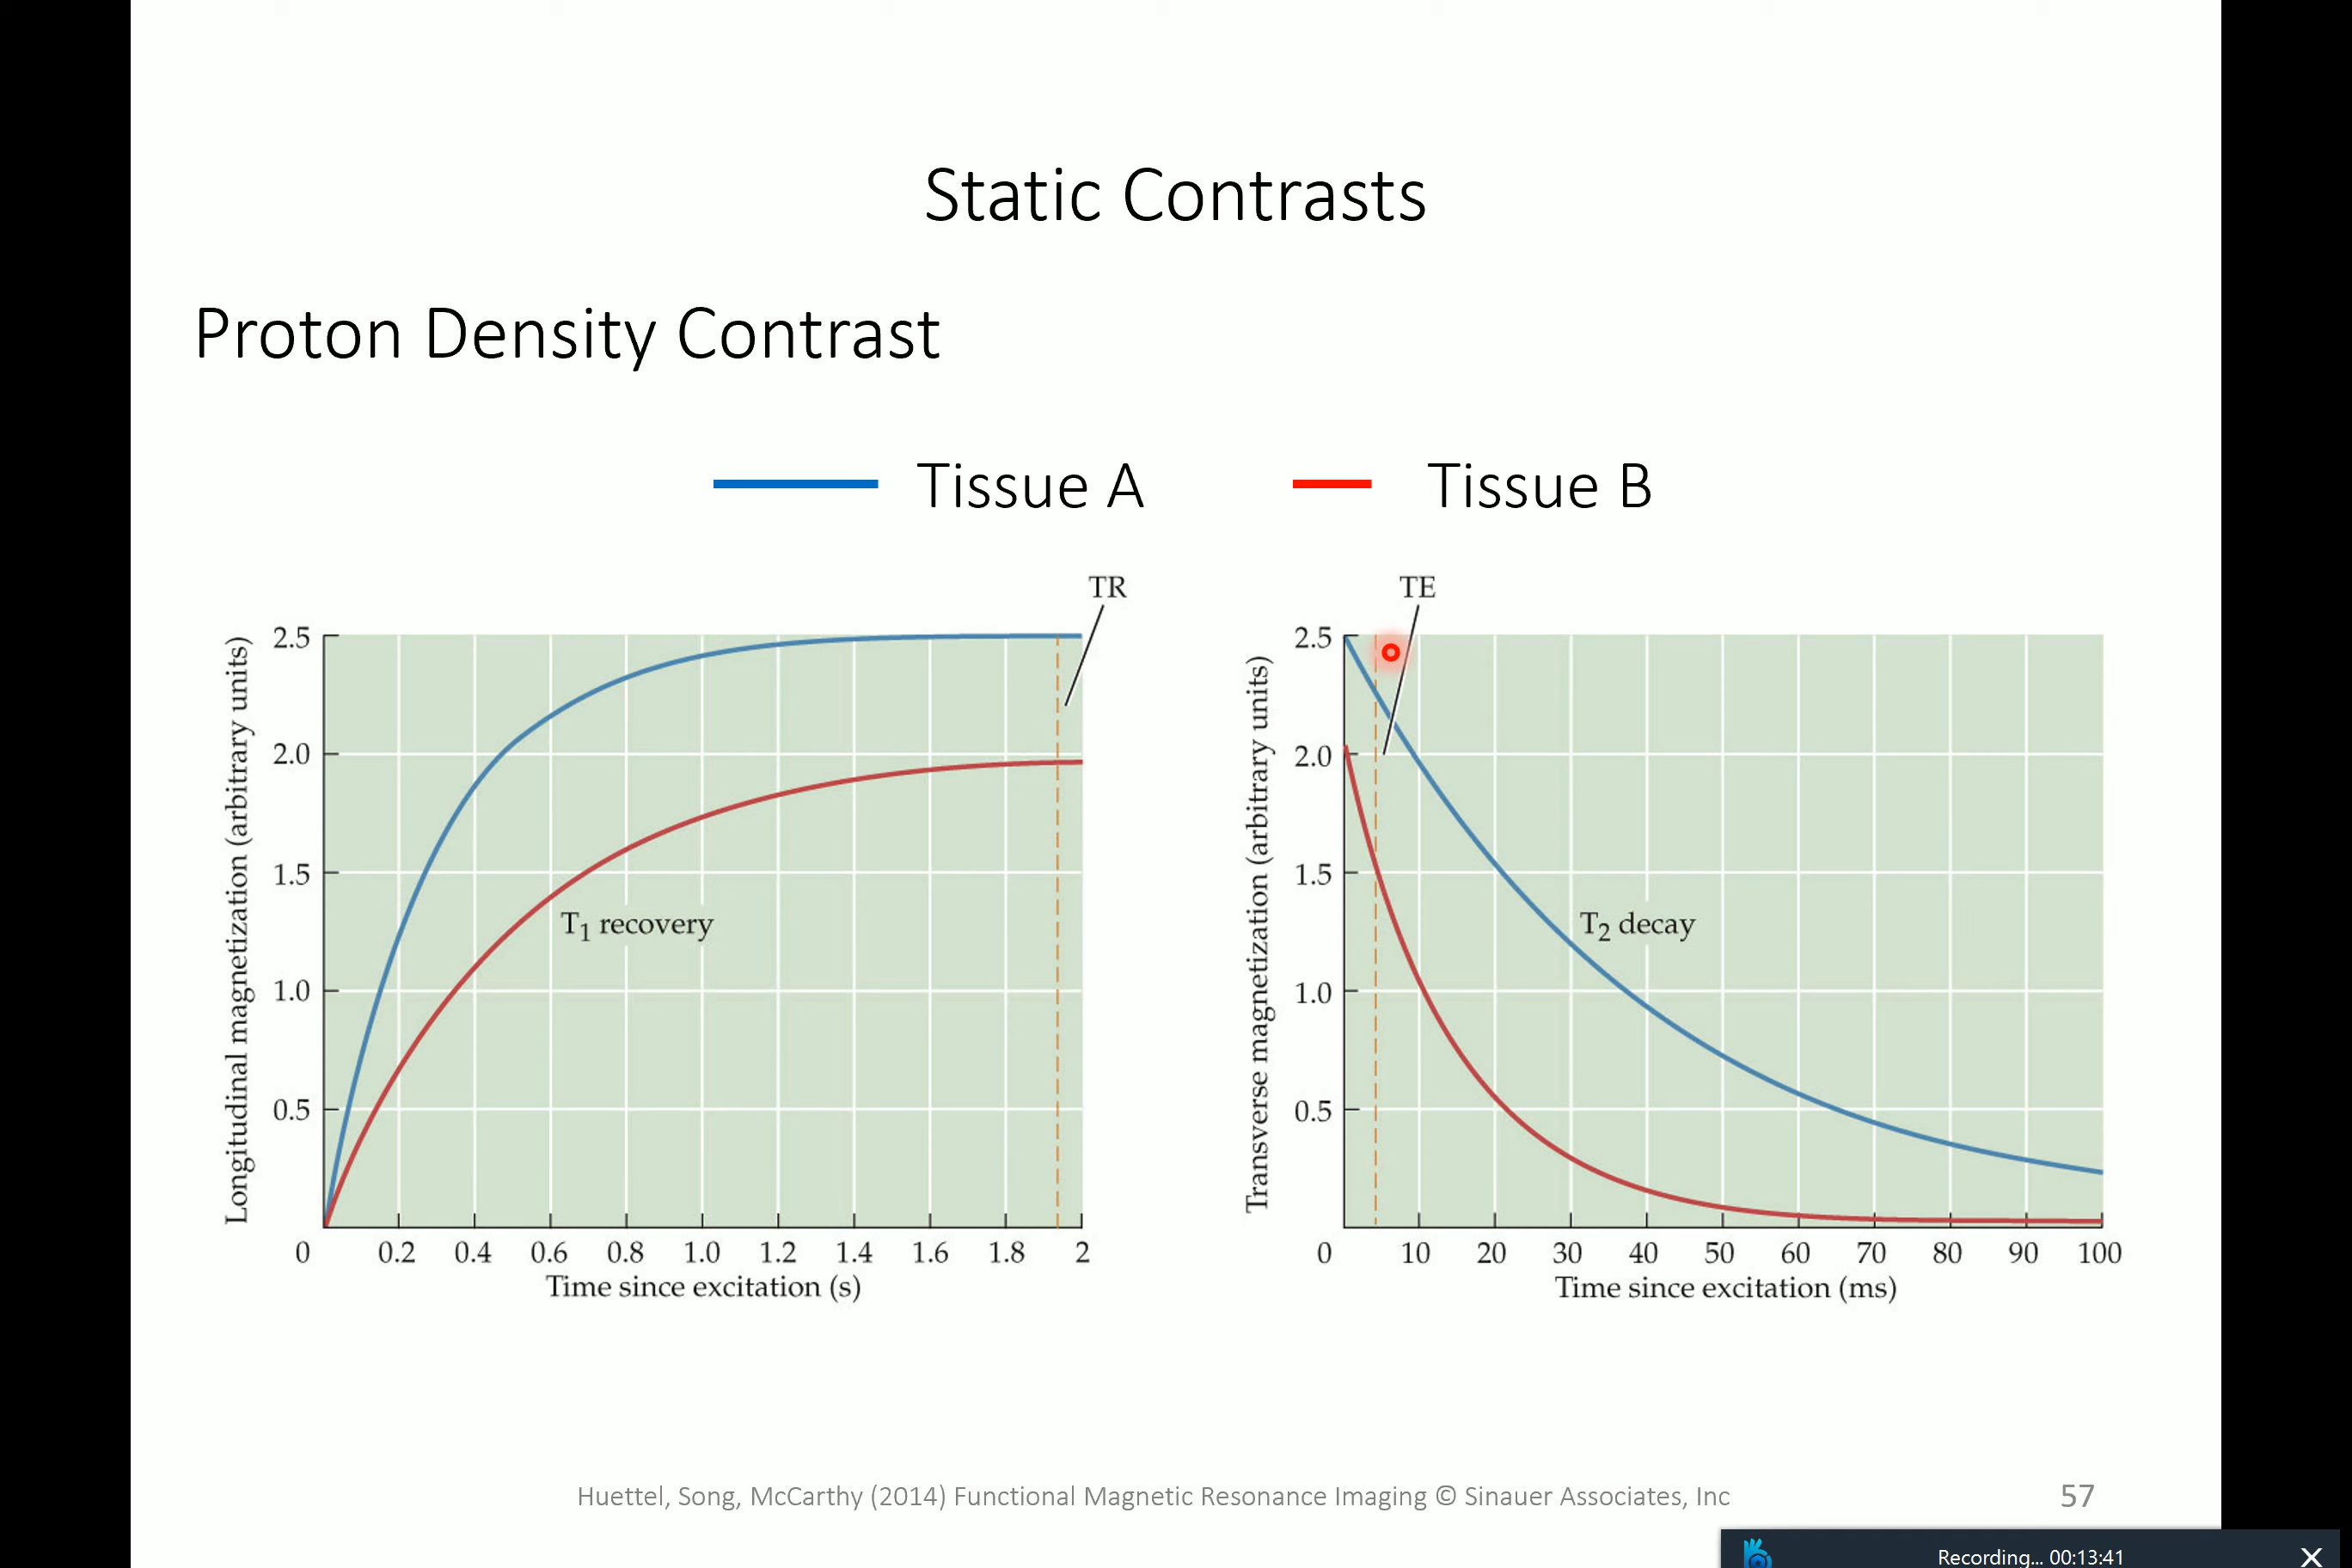 Static Contrasts
Proton Density Contrast
Tissue A
Tissue B
TR
Longitudinal magnetization (arbitrary units)
2.5
2.0
1.5
1.0
0.5
T1 recovery
0 0.2 0.4 0.6 0.8 1.0 1.2 1.4 1.6 1.8 2
Time since excitation (s)
TE
Transverse magnetization (arbitrary units)
2.5
2.0
1.5
1.0
0.5
T2 decay
0 10 20 30 40 50 60 70 80 90 100
Time since excitation (ms)
Huettel, Song, McCarthy (2014) Functional Magnetic Resonance Imaging © Sinauer Associates, Inc
57
Recording... 00:13:41